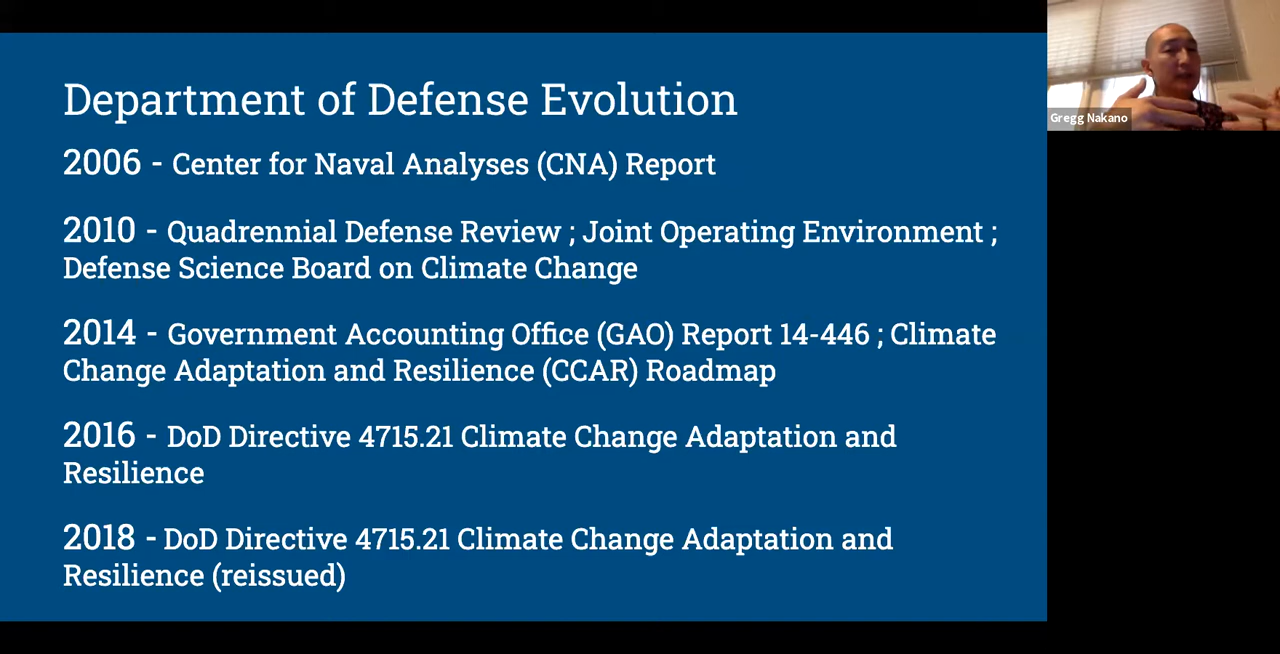 Department of Defense Evolution
2006 - Center for Naval Analyses (CNA) Report
2010 - Quadrennial Defense Review ; Joint Operating Environment ;
Defense Science Board on Climate Change
2014 - Government Accounting Office (GAO) Report 14-446 ; Climate
Change Adaptation and Resilience (CCAR) Roadmap
2016 - DoD Directive 4715.21 Climate Change Adaptation and
Resilience
2018 - DoD Directive 4715.21 Climate Change Adaptation and
Resilience (reissued)
Gregg Nakano